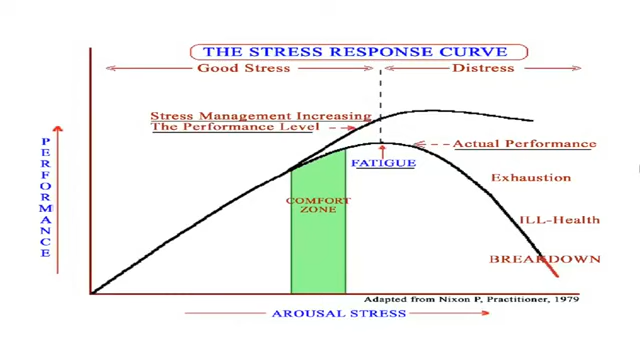 THE STRESS RESPONSE CURVE
Good Stress
Distress
Stress Management Increasing
The Performance Level
Actual Performance
FATIGUE
Exhaustion
COMFORT
ZONE
ILL-Health
BREAKDOWN
PERFORMANCE
Adapted from Nixon P, Practitioner, 1979
AROUSAL STRESS